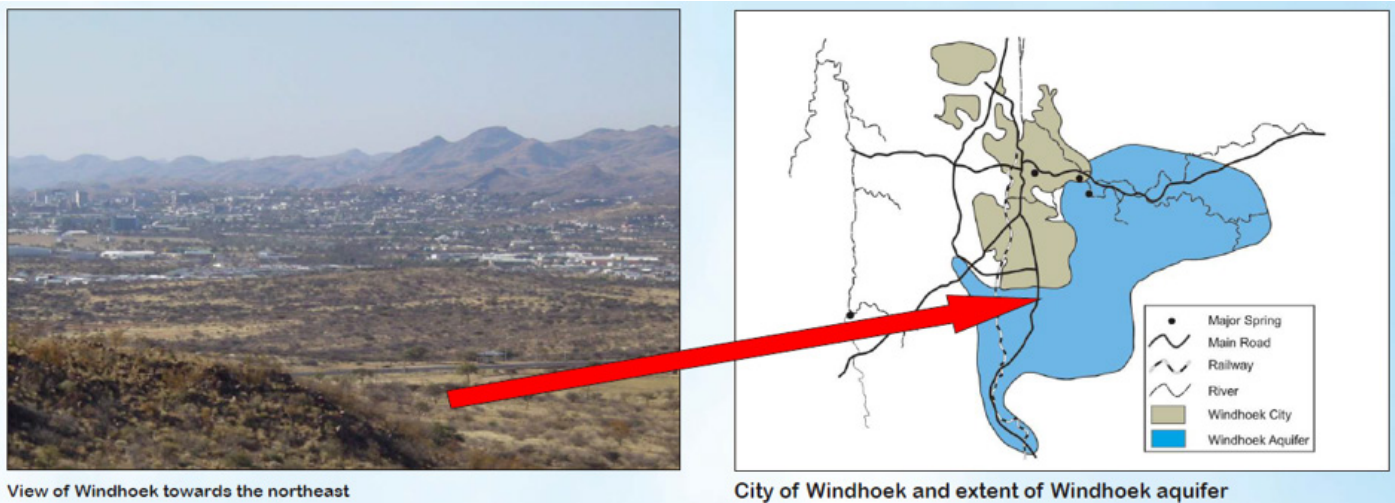 View of Windhoek towards the northeast
Major Spring
Main Road
Railway
River
Windhoek City
Windhoek Aquifer
City of Windhoek and extent of Windhoek aquifer